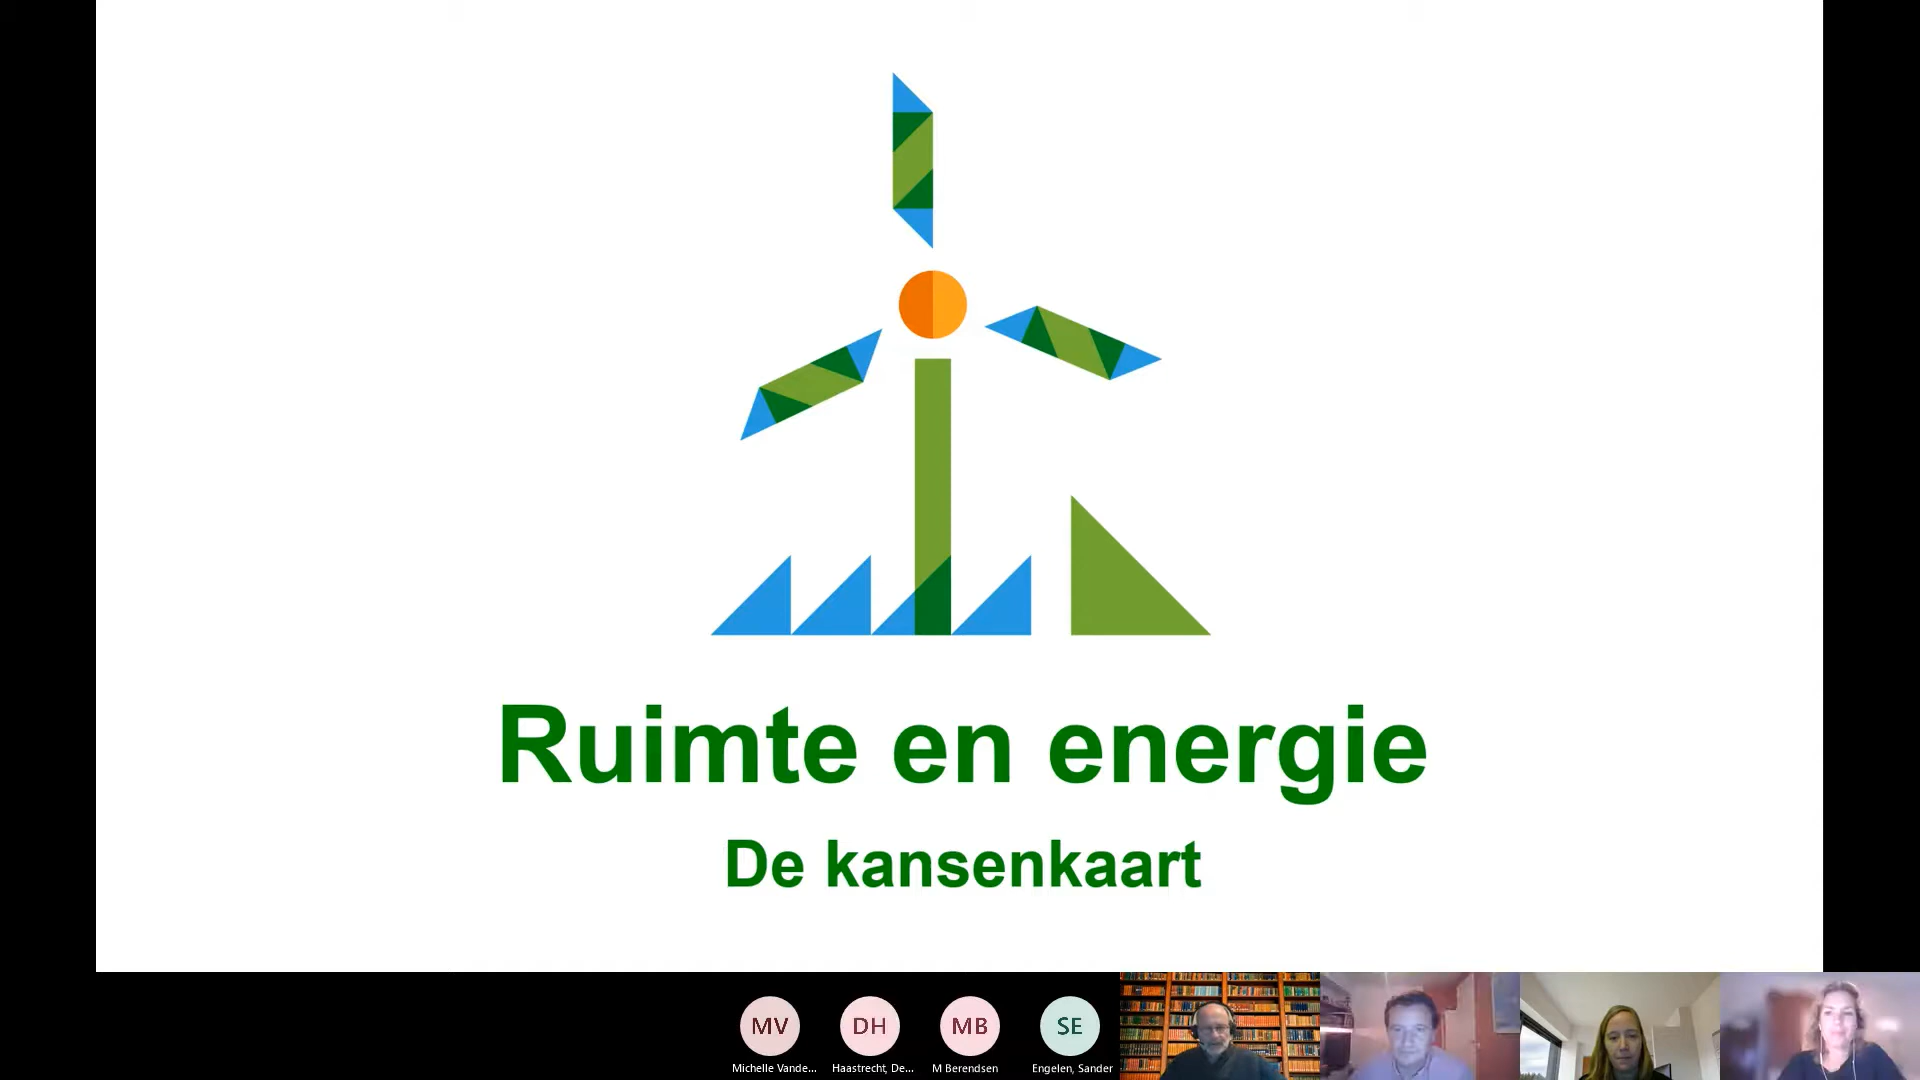 Ruimte en energie
De kansenkaart
MV
DH
MB
SE
Michelle Vande...
Haastrecht, De...
M Berendsen
Engelen, Sander